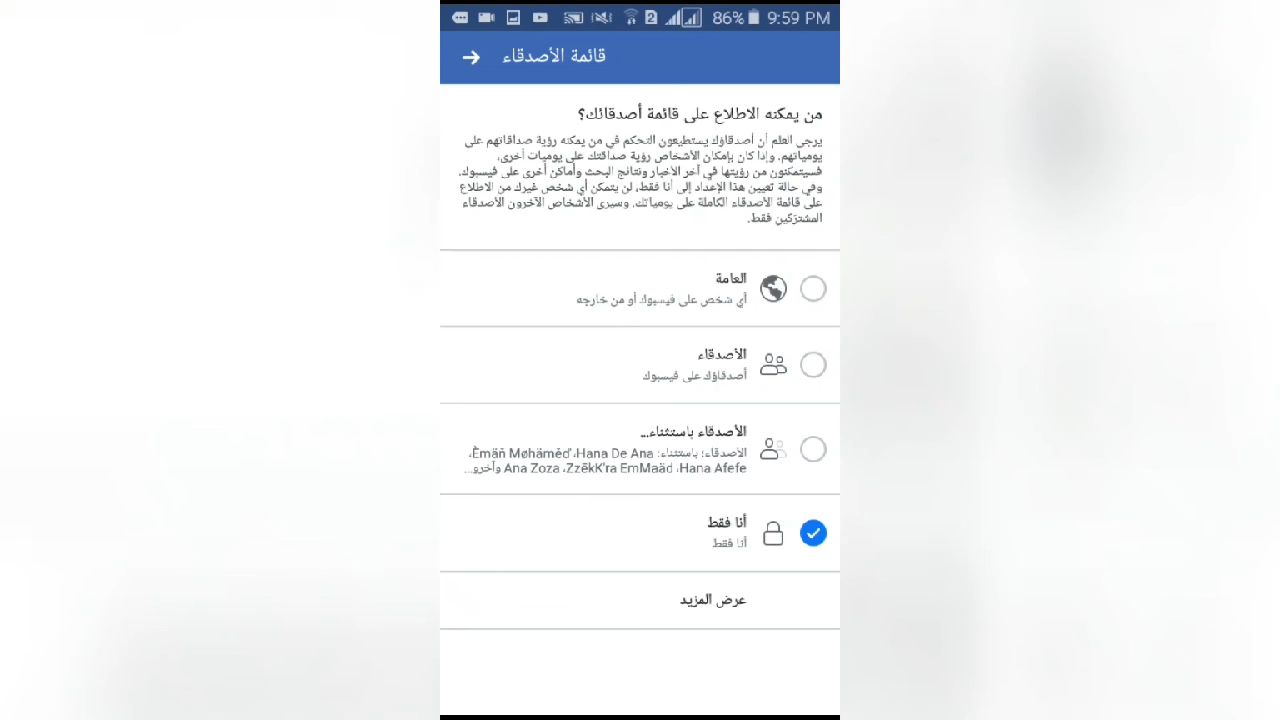 86% 9:59 PM
قائمة الأصدقاء
من يمكنه الاطلاع على قائمة أصدقائك؟
يرجى العلم أن أصدقاؤك يستطيعون التحكم في من يمكنه رؤية صداقاتهم على
يومياتهم. وإذا كان بإمكان الأشخاص رؤية صداقتك على يوميات أخرى،
فسيتمكنون من رؤيتها في آخر الأخبار ونتائج البحث وأماكن أخرى على فيسبوك.
وفي حالة تعيين هذا الإعداد إلى أنا فقط، لن يتمكن أي شخص غيرك من الاطلاع
على قائمة الأصدقاء الكاملة على يومياتك. وسيرى الأشخاص الآخرون الأصدقاء
المشتركين فقط.
العامة
أي شخص على فيسبوك أو من خارجه
الأصدقاء
أصدقاؤك على فيسبوك
الأصدقاء باستثناء...
الأصدقاء؛ باستثناء: Èmäñ Møhämêd'،Hana De Ana،
Ana Zoza ،ZzëkK'ra EmMaäd ،Hana Afefe وآخرو...
أنا فقط
أنا فقط
عرض المزيد